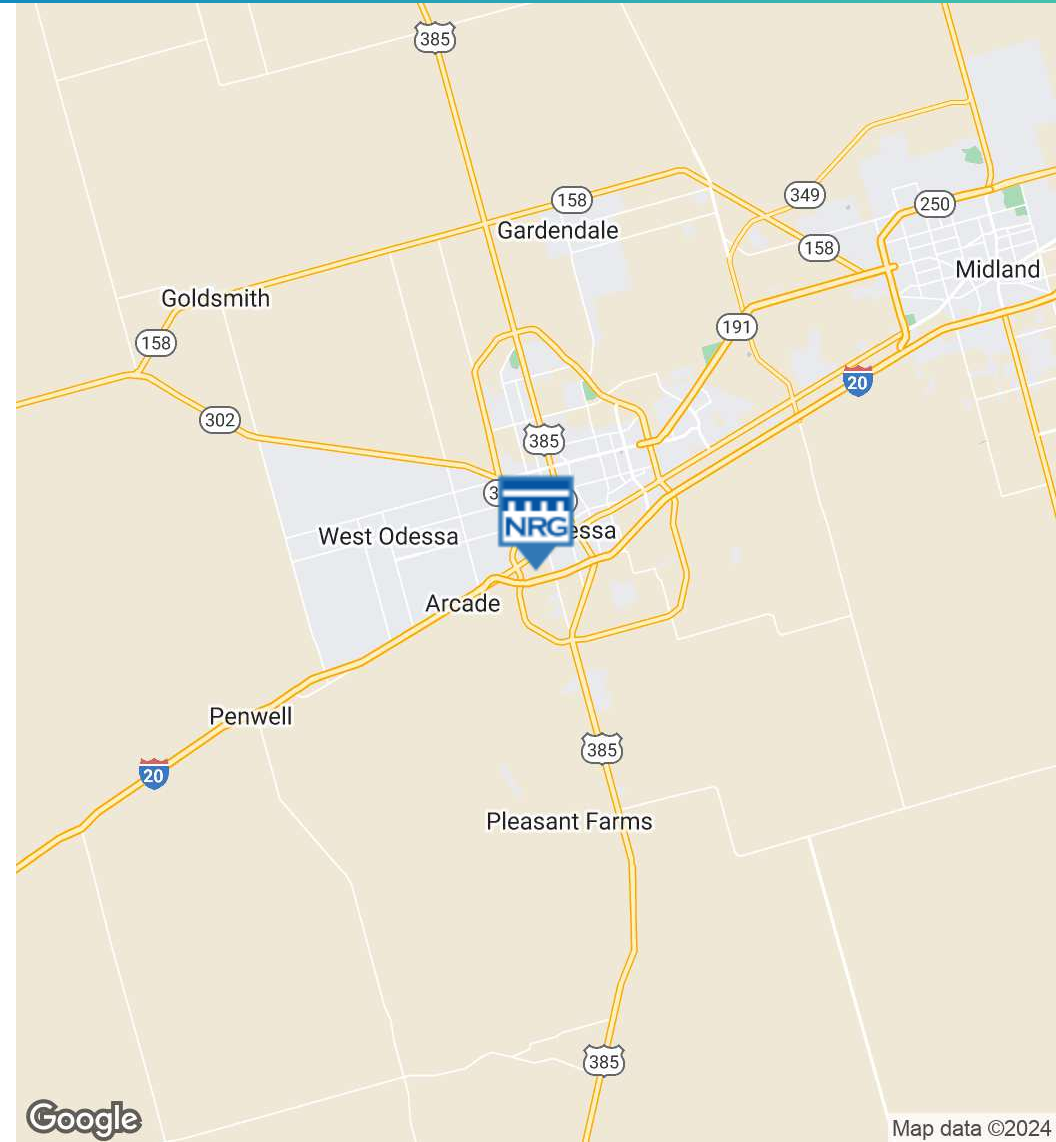 385
158
349
250
Gardendale
158
Midland
Goldsmith
191
158
20
302
385
NRG
West Odessa
Arcade
Penwell
385
20
Pleasant Farms
385
Google
Map data ©2024